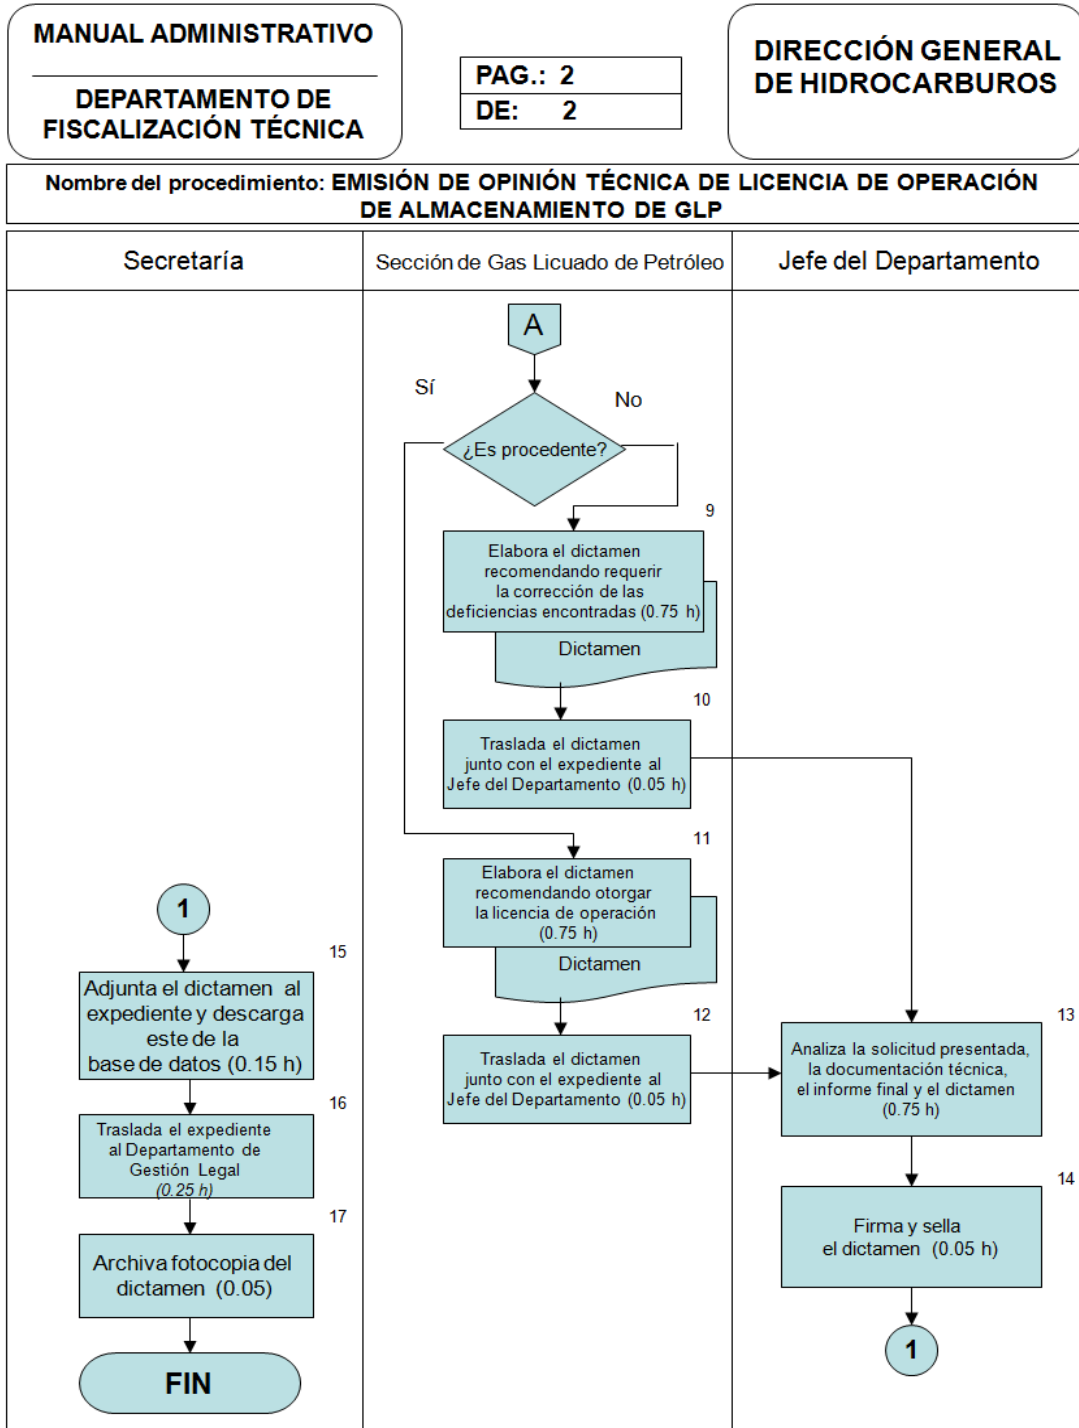 MANUAL ADMINISTRATIVO
DEPARTAMENTO DE
FISCALIZACIÓN TÉCNICA
PAG.: 2
DE: 2
DIRECCIÓN GENERAL
DE HIDROCARBUROS
Nombre del procedimiento: EMISIÓN DE OPINIÓN TÉCNICA DE LICENCIA DE OPERACIÓN
DE ALMACENAMIENTO DE GLP
Secretaría
Sección de Gas Licuado de Petróleo
Jefe del Departamento
A
Sí
No
¿Es procedente?
9
Elabora el dictamen
recomendando requerir
la corrección de las
deficiencias encontradas (0.75 h)
Dictamen
10
Traslada el dictamen
junto con el expediente al
Jefe del Departamento (0.05 h)
11
Elabora el dictamen
recomendando otorgar
la licencia de operación
(0.75 h)
Dictamen
12
Traslada el dictamen
junto con el expediente al
Jefe del Departamento (0.05 h)
13
Analiza la solicitud presentada,
la documentación técnica,
el informe final y el dictamen
(0.75 h)
14
Firma y sella
el dictamen (0.05 h)
1
1
15
Adjunta el dictamen al
expediente y descarga
este de la
base de datos (0.15 h)
16
Traslada el expediente
al Departamento de
Gestión Legal
(0.25 h)
17
Archiva fotocopia del
dictamen (0.05)
FIN